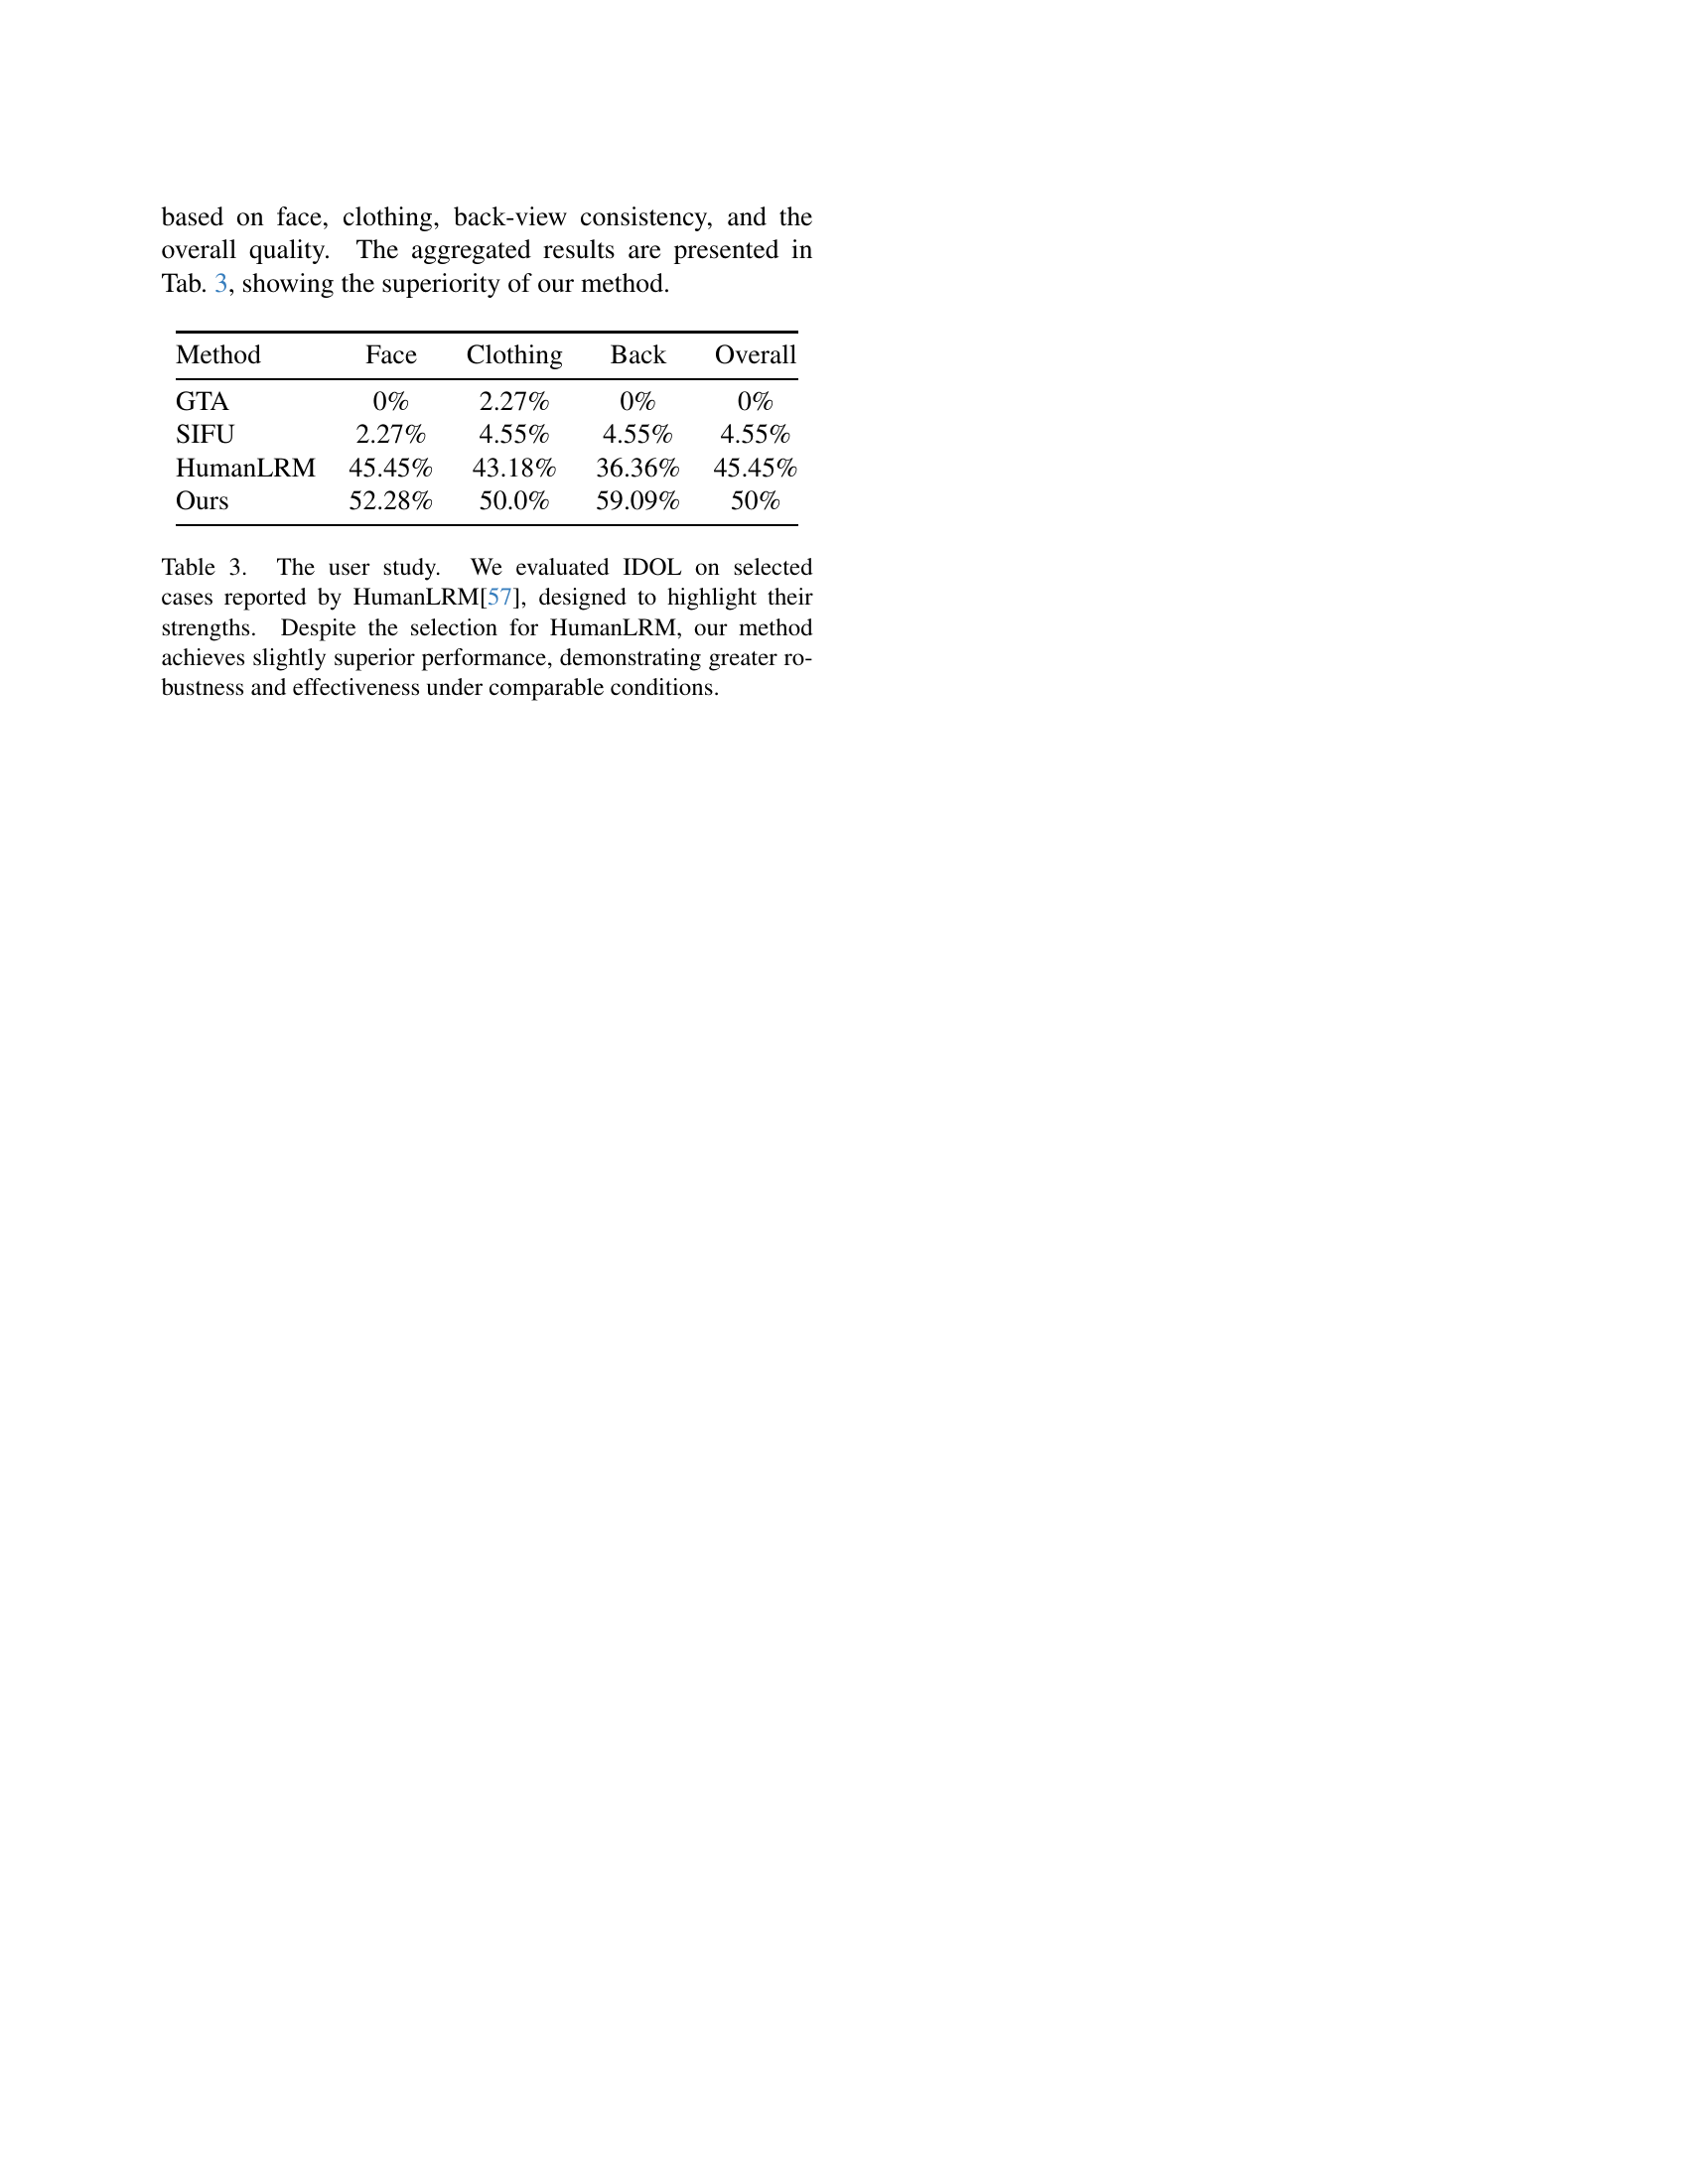 based on face, clothing, back-view consistency, and the
overall quality. The aggregated results are presented in
Tab. 3, showing the superiority of our method.
Method Face Clothing Back Overall
GTA 0% 2.27% 0% 0%
SIFU 2.27% 4.55% 4.55% 4.55%
HumanLRM 45.45% 43.18% 36.36% 45.45%
Ours 52.28% 50.0% 59.09% 50%
Table 3. The user study. We evaluated IDOL on selected
cases reported by HumanLRM[57], designed to highlight their
strengths. Despite the selection for HumanLRM, our method
achieves slightly superior performance, demonstrating greater ro-
bustness and effectiveness under comparable conditions.